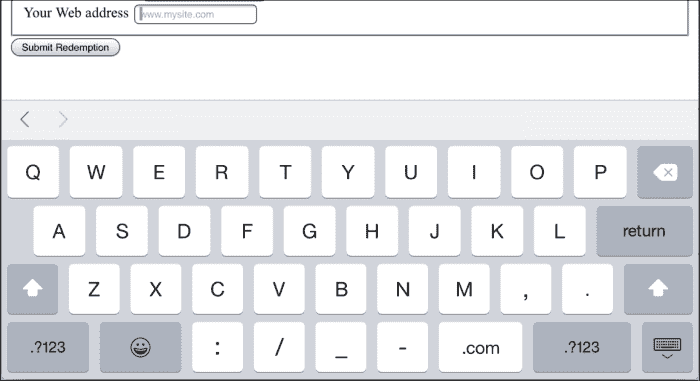 Your Web address www.mysite.com
Submit Redemption
Q W E R T Y U I O P
A S D F G H J K L return
Z X C V B N M , .
.?123 : / _ - .com .?123